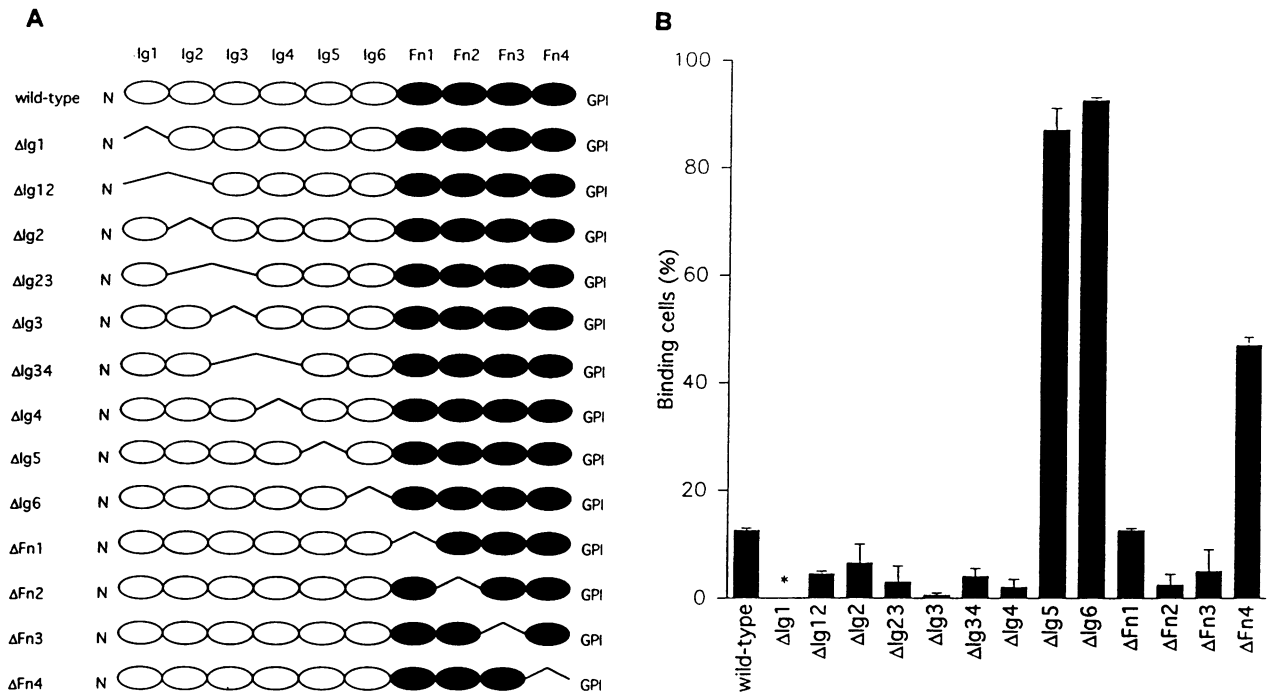 A
Ig1 Ig2 Ig3 Ig4 Ig5 Ig6 Fn1 Fn2 Fn3 Fn4
wild-type N GPI
ΔIg1 N GPI
ΔIg12 N GPI
ΔIg2 N GPI
ΔIg23 N GPI
ΔIg3 N GPI
ΔIg34 N GPI
ΔIg4 N GPI
ΔIg5 N GPI
ΔIg6 N GPI
ΔFn1 N GPI
ΔFn2 N GPI
ΔFn3 N GPI
ΔFn4 N GPI
B
Binding cells (%)
100
80
60
40
20
0
*
wild-type
ΔIg1
ΔIg12
ΔIg2
ΔIg23
ΔIg3
ΔIg34
ΔIg4
ΔIg5
ΔIg6
ΔFn1
ΔFn2
ΔFn3
ΔFn4